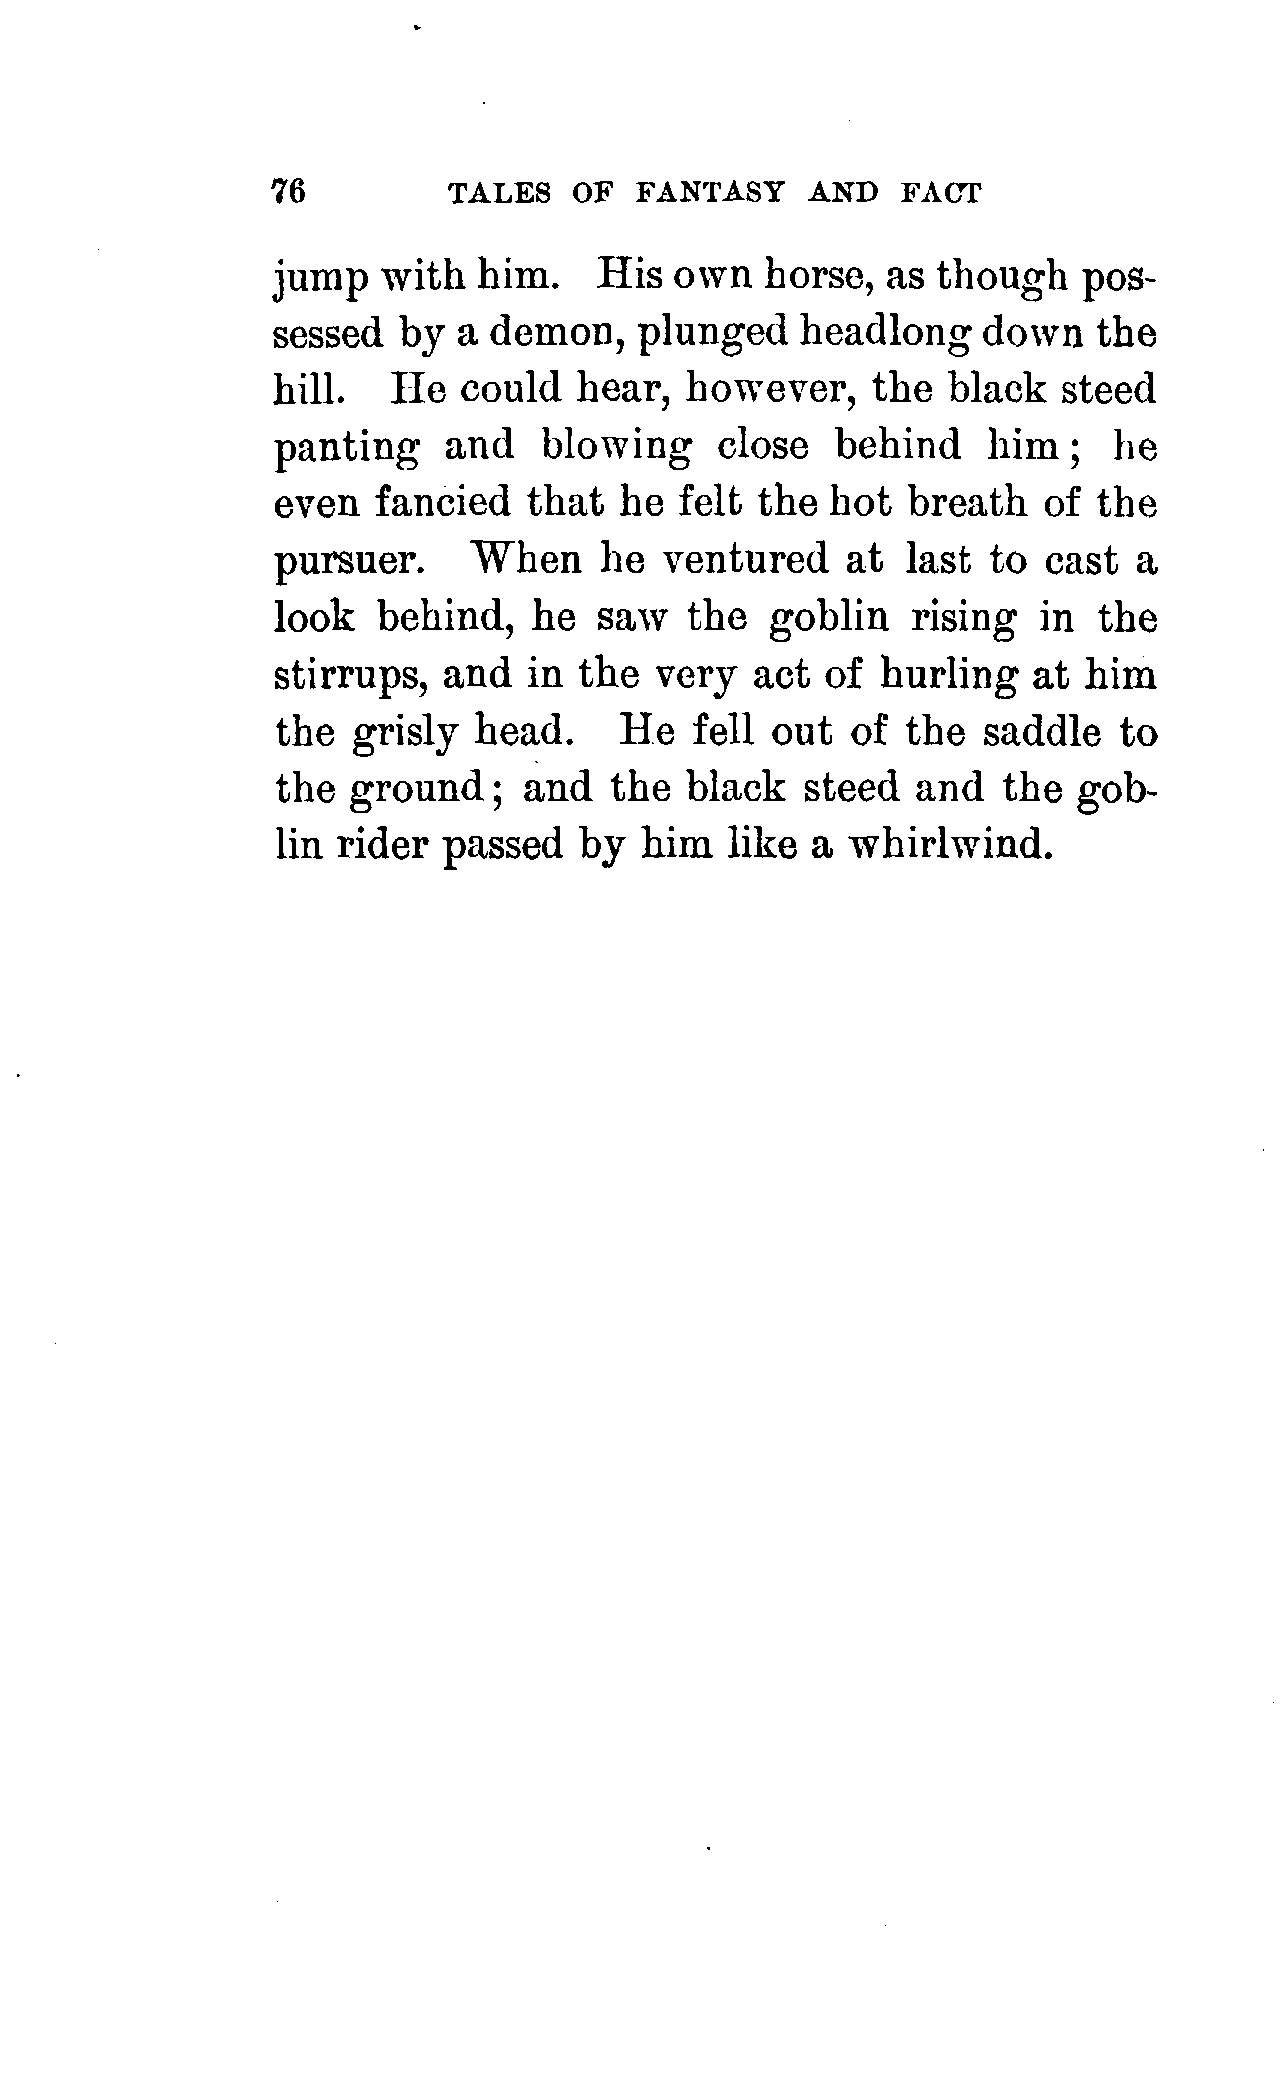 76 TALES OF FANTASY AND FACT
jump with him. His own horse, as though pos-
sessed by a demon, plunged headlong down the
hill. He could hear, however, the black steed
panting and blowing close behind him; he
even fancied that he felt the hot breath of the
pursuer. When he ventured at last to cast a
look behind, he saw the goblin rising in the
stirrups, and in the very act of hurling at him
the grisly head. He fell out of the saddle to
the ground; and the black steed and the gob-
lin rider passed by him like a whirlwind.